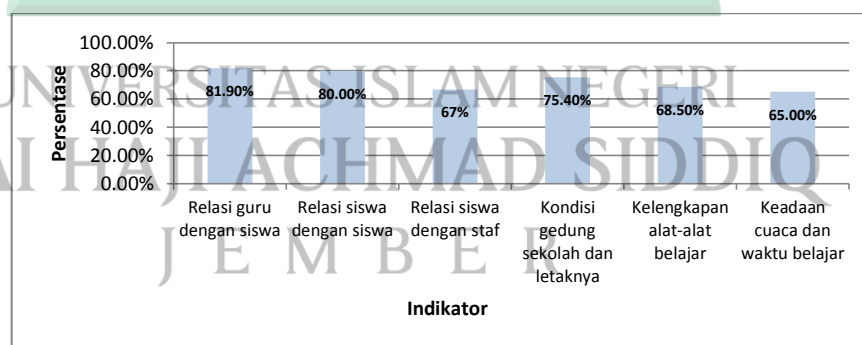 100.00%
80.00%
60.00%
40.00%
20.00%
0.00%
Persentase
81.90%
80.00%
67%
75.40%
68.50%
65.00%
Relasi guru
dengan siswa
Relasi siswa
dengan siswa
Relasi siswa
dengan staf
Kondisi
gedung
sekolah dan
letaknya
Kelengkapan
alat-alat
belajar
Keadaan
cuaca dan
waktu belajar
Indikator
UNIVERSITAS ISLAM NEGERI
AI HAJI ACHMAD SIDDIQ
JEMBER